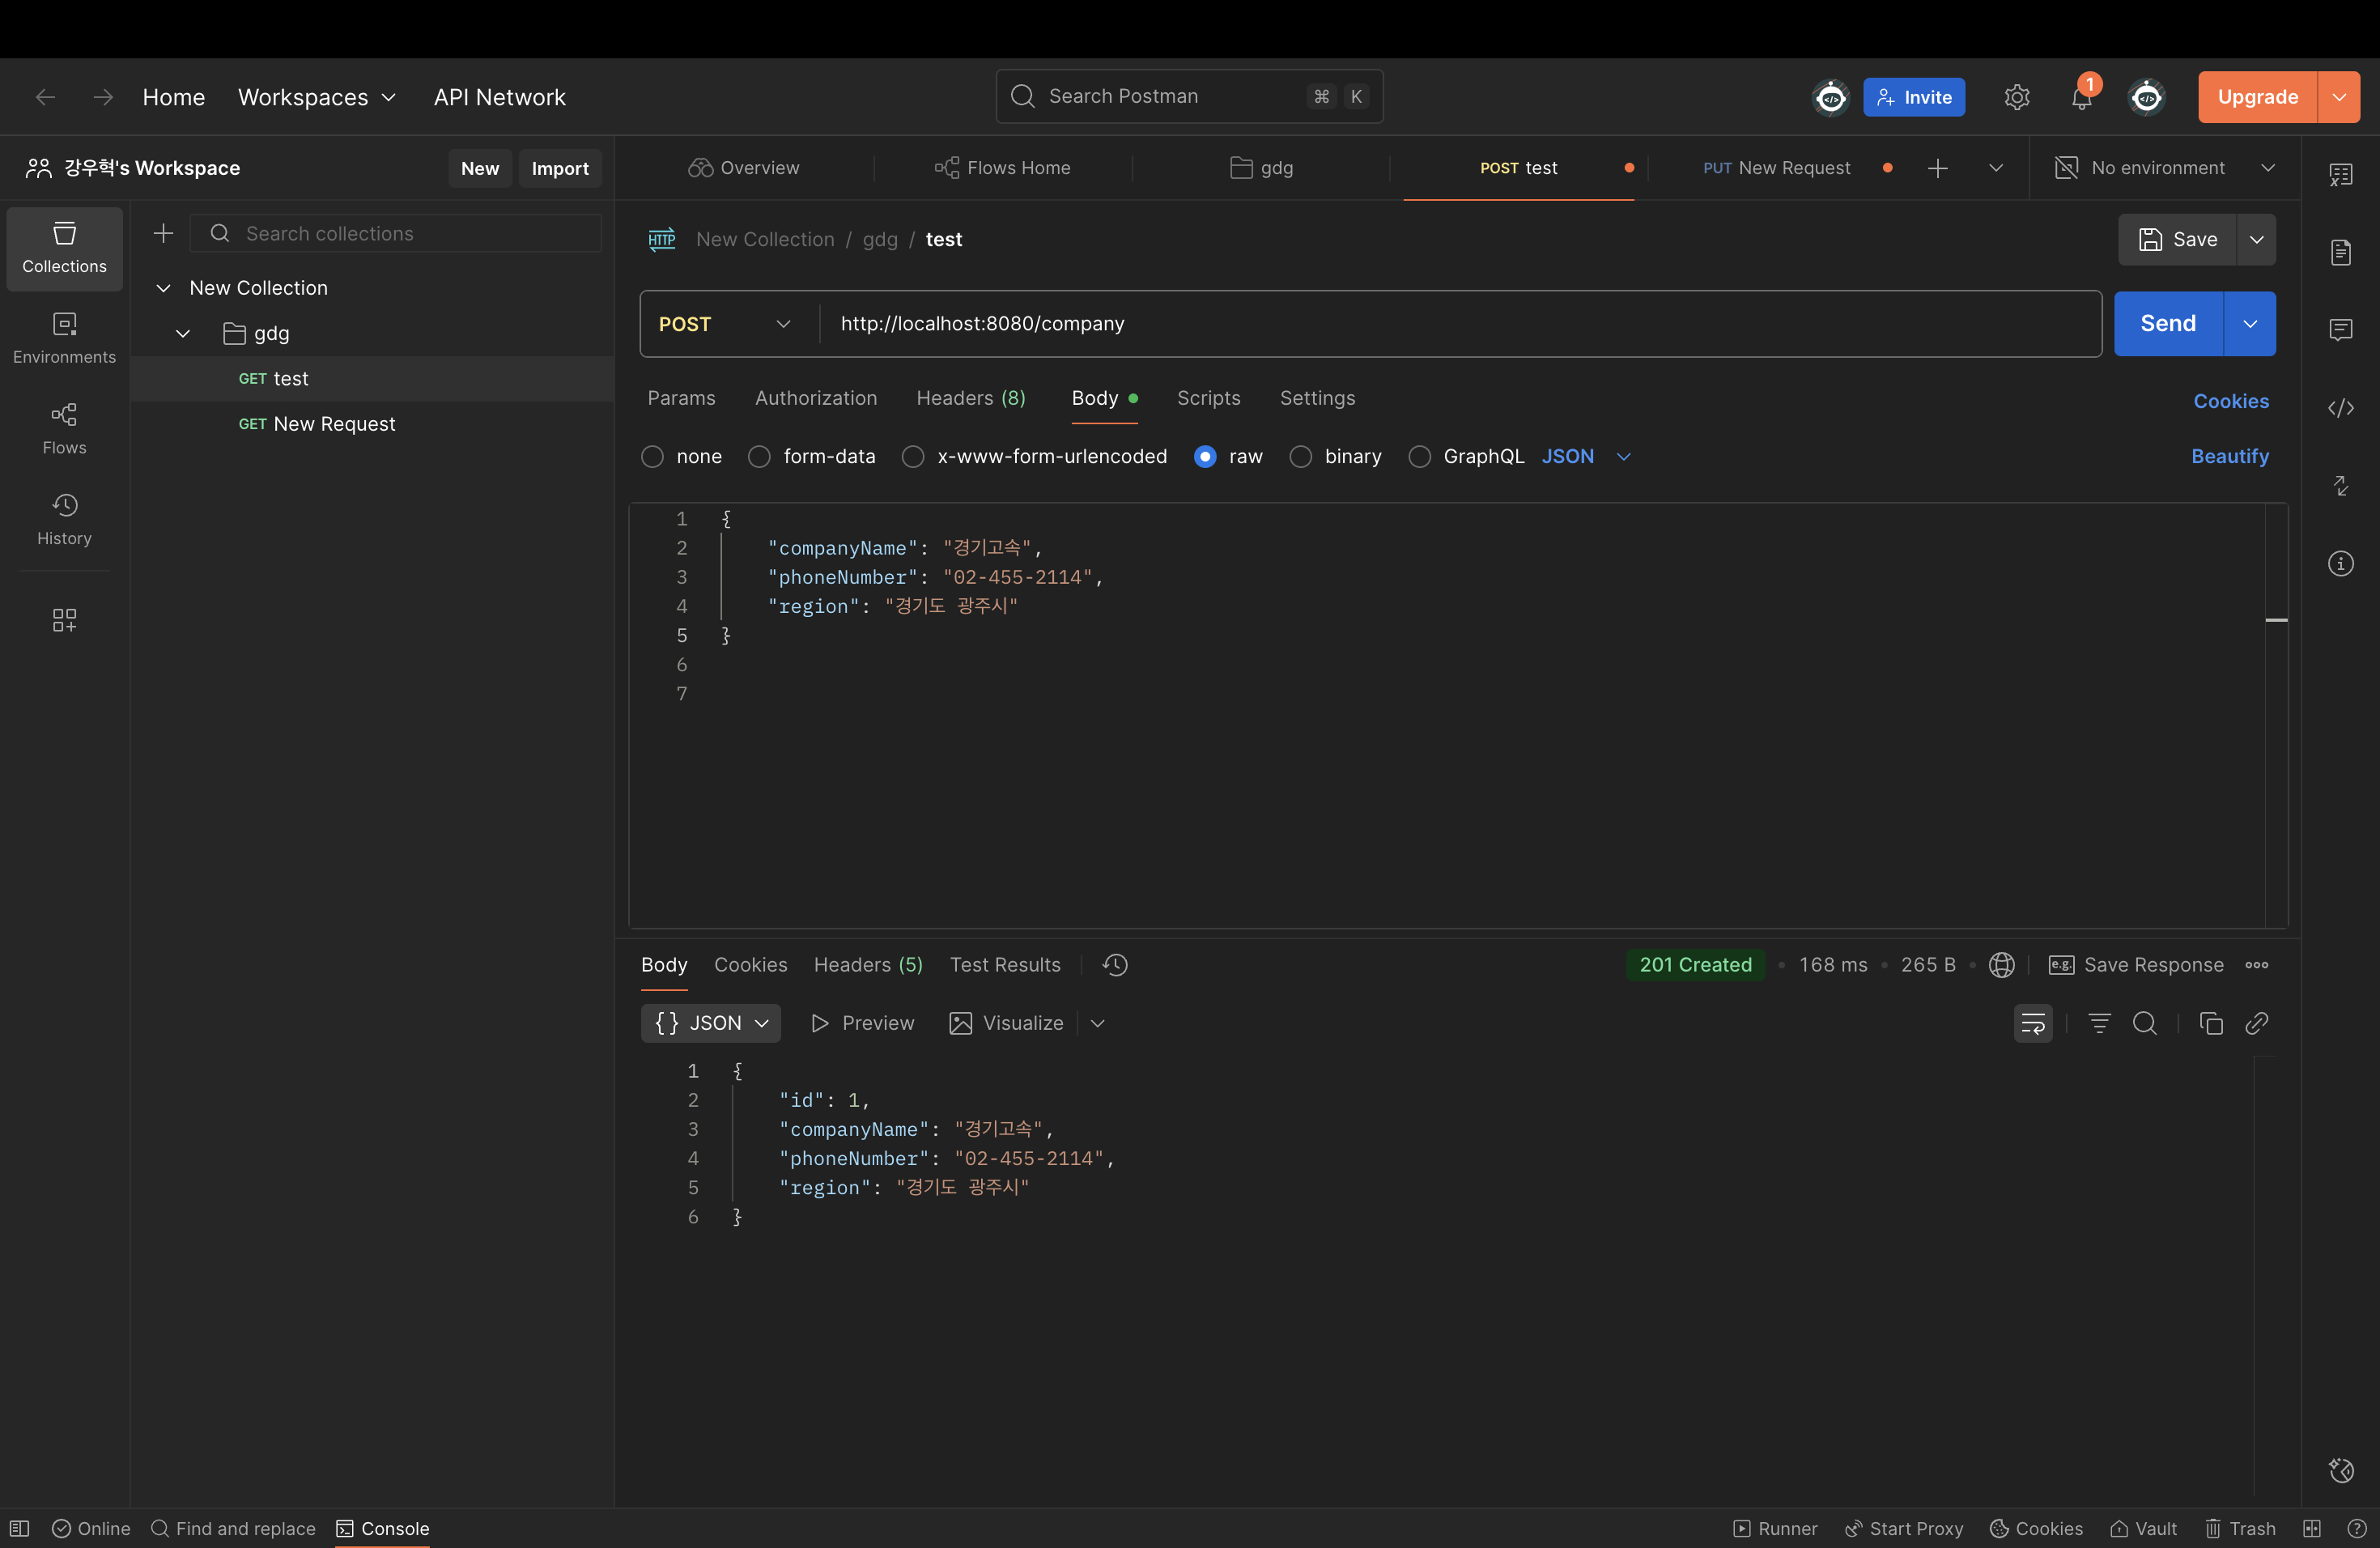 Home Workspaces API Network Search Postman ⌘ K Invite 1 Upgrade
강우혁's Workspace New Import
Overview Flows Home gdg POST test PUT New Request No environment
Collections
Environments
Flows
History
Search collections
New Collection
gdg
GET test
GET New Request
HTTP New Collection / gdg / test Save
POST http://localhost:8080/company Send
Params Authorization Headers (8) Body Scripts Settings Cookies
none form-data x-www-form-urlencoded raw binary GraphQL JSON Beautify
1 {
2 "companyName": "경기고속",
3 "phoneNumber": "02-455-2114",
4 "region": "경기도 광주시"
5 }
6
7
Body Cookies Headers (5) Test Results 201 Created • 168 ms • 265 B • e.g. Save Response
{} JSON Preview Visualize
1 {
2 "id": 1,
3 "companyName": "경기고속",
4 "phoneNumber": "02-455-2114",
5 "region": "경기도 광주시"
6 }
Online Find and replace Console Runner Start Proxy Cookies Vault Trash